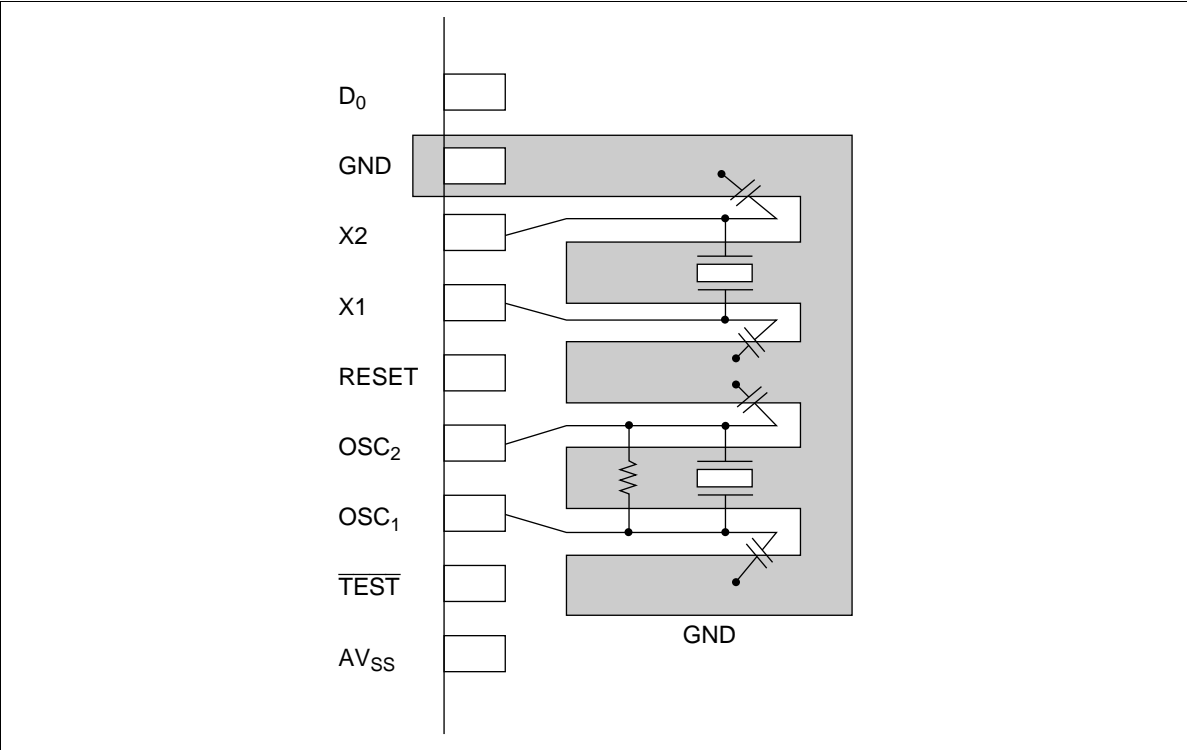 D0
GND
X2
X1
RESET
OSC2
OSC1
TEST
AVSS
GND